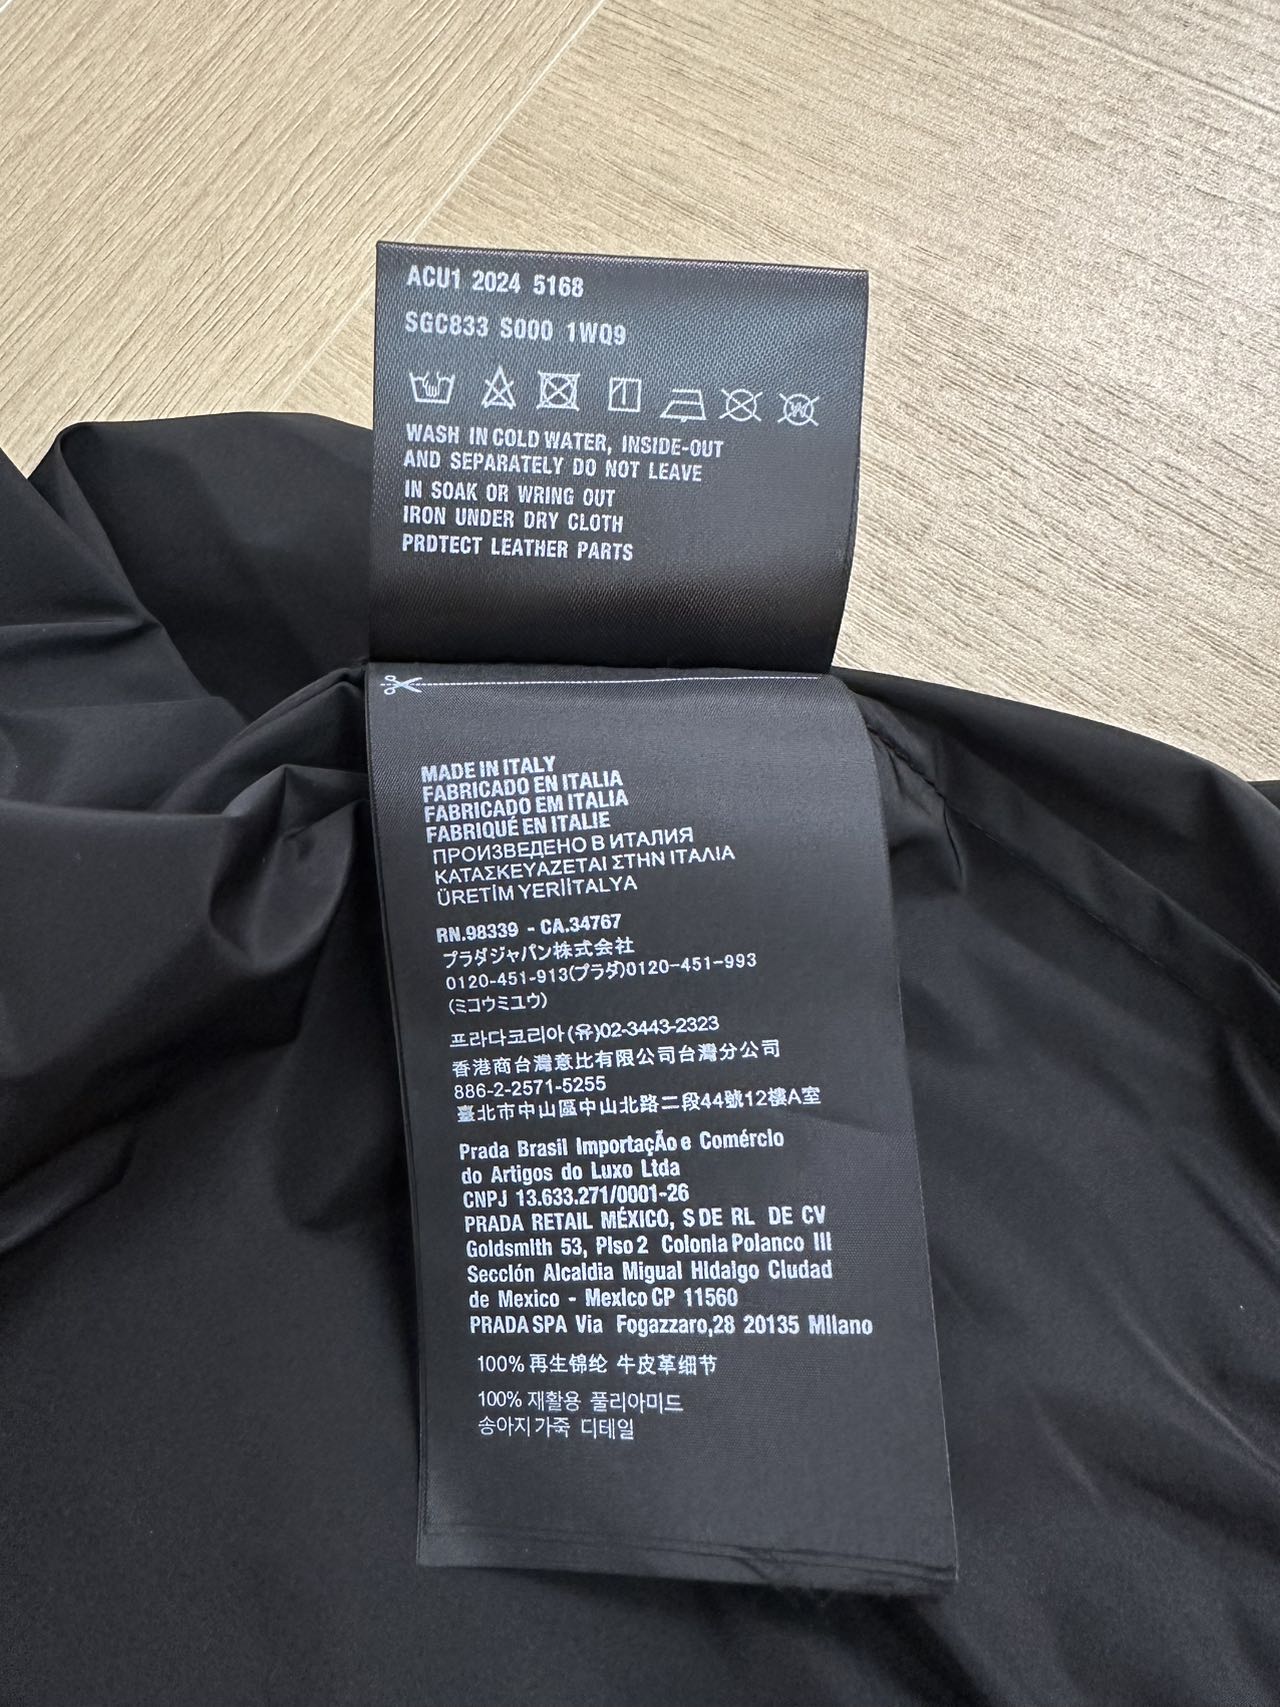 ACU1 2024 5168
SGC833 S000 1WQ9
WASH IN COLD WATER, INSIDE-OUT
AND SEPARATELY DO NOT LEAVE
IN SOAK OR WRING OUT
IRON UNDER DRY CLOTH
PRDTECT LEATHER PARTS
MADE IN ITALY
FABRICADO EN ITALIA
FABRICADO EM ITALIA
FABRIQUÉ EN ITALIE
ПРОИЗВЕДЕНО В ИТАЛИЯ
ΚΑΤΑΣΚΕΥΑΖΕΤΑΙ ΣΤΗΝ ΙΤΑΛΙΑ
ÜRETİM YERİİTALYA
RN.98339 - CA.34767
プラダジャパン株式会社
0120-451-913(プラダ)0120-451-993
(ミコウミユウ)
프라다코리아(유)02-3443-2323
香港商台灣意比有限公司台灣分公司
886-2-2571-5255
臺北市中山區中山北路二段44號12樓A室
Prada Brasil ImportaçÃo e Comérclo
do Artigos do Luxo Ltda
CNPJ 13.633.271/0001-26
PRADA RETAIL MÉXICO, S DE RL DE CV
Goldsmlth 53, Plso 2 Colonla Polanco III
Sección Alcaldia Migual Hldalgo Cludad
de Mexico - Mexlco CP 11560
PRADA SPA Via Fogazzaro,28 20135 Mllano
100% 再生锦纶 牛皮革细节
100% 재활용 풀리아미드
송아지가죽 디테일